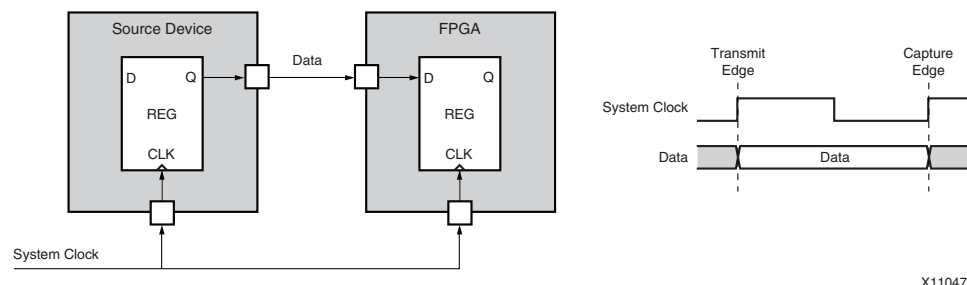 Source Device
FPGA
Data
D Q
REG
CLK
D Q
REG
CLK
System Clock
Transmit
Edge
Capture
Edge
System Clock
Data
Data
X11047